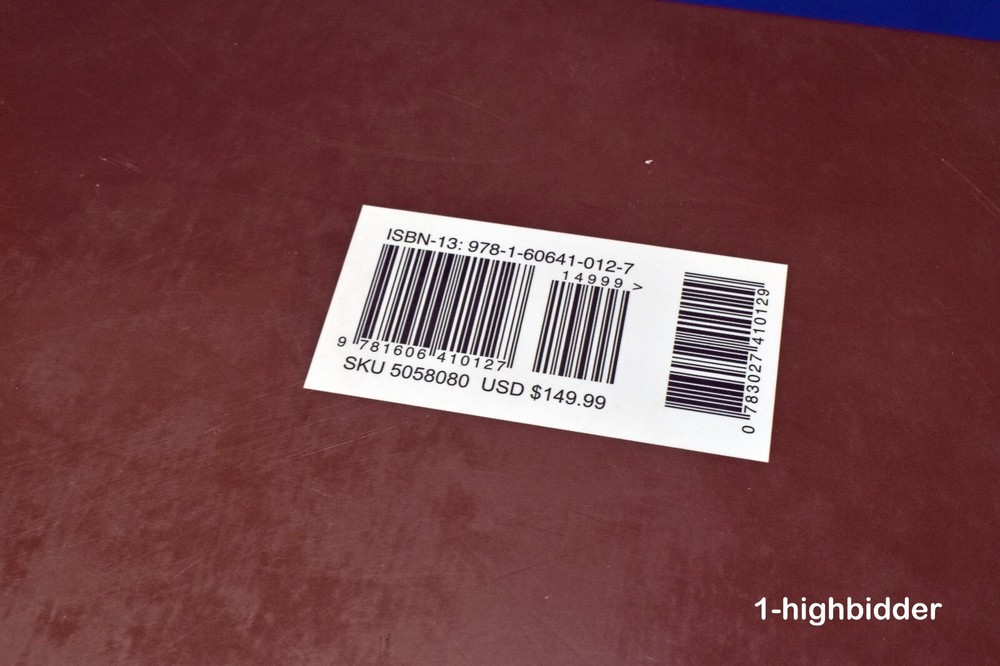 ISBN-13: 978-1-60641-012-7
14999 >
9 781606 410127
SKU 5058080 USD $149.99
0 783027 410129
1-highbidder